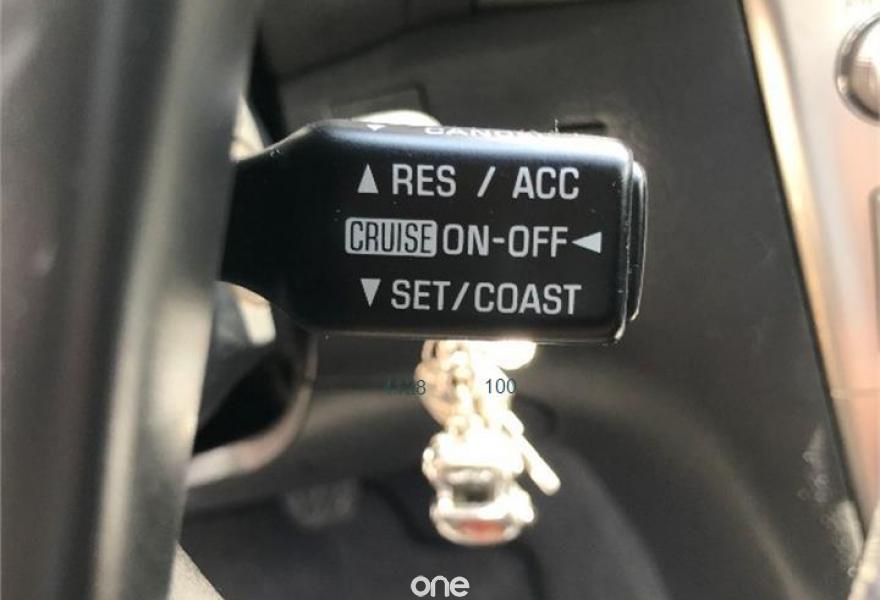 ▲ RES / ACC
CRUISE ON-OFF ◀
▼ SET/COAST
100
one